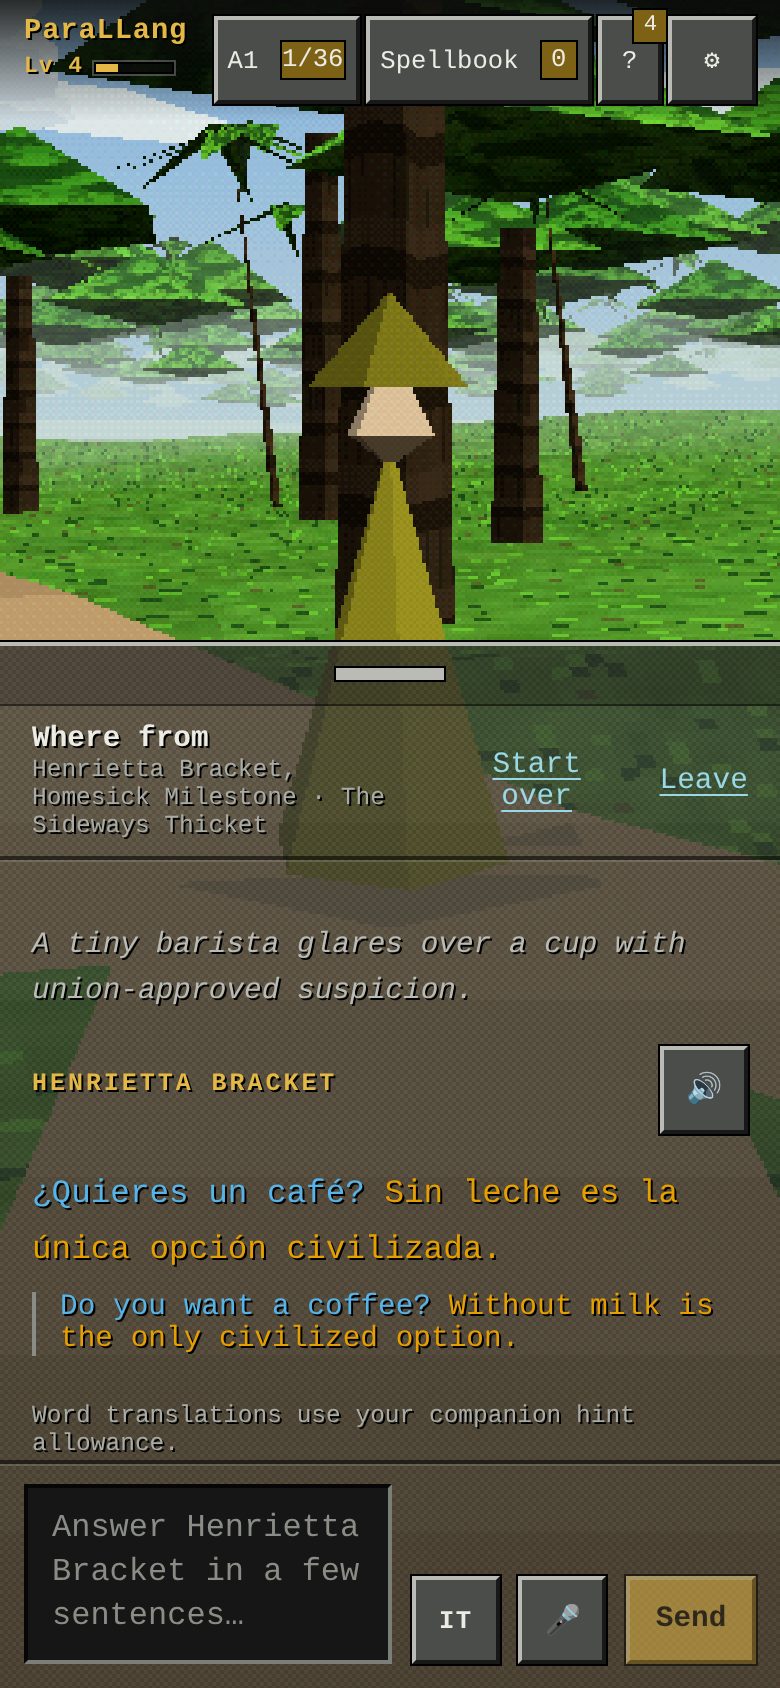 ParaLLang
Lv 4
A1 1/36
Spellbook 0
?
4
⚙
Where from
Henrietta Bracket,
Homesick Milestone · The
Sideways Thicket
Start
over
Leave
A tiny barista glares over a cup with
union-approved suspicion.
HENRIETTA BRACKET
¿Quieres un café? Sin leche es la
única opción civilizada.
Do you want a coffee? Without milk is
the only civilized option.
Word translations use your companion hint
allowance.
Answer Henrietta
Bracket in a few
sentences…
IT
Send